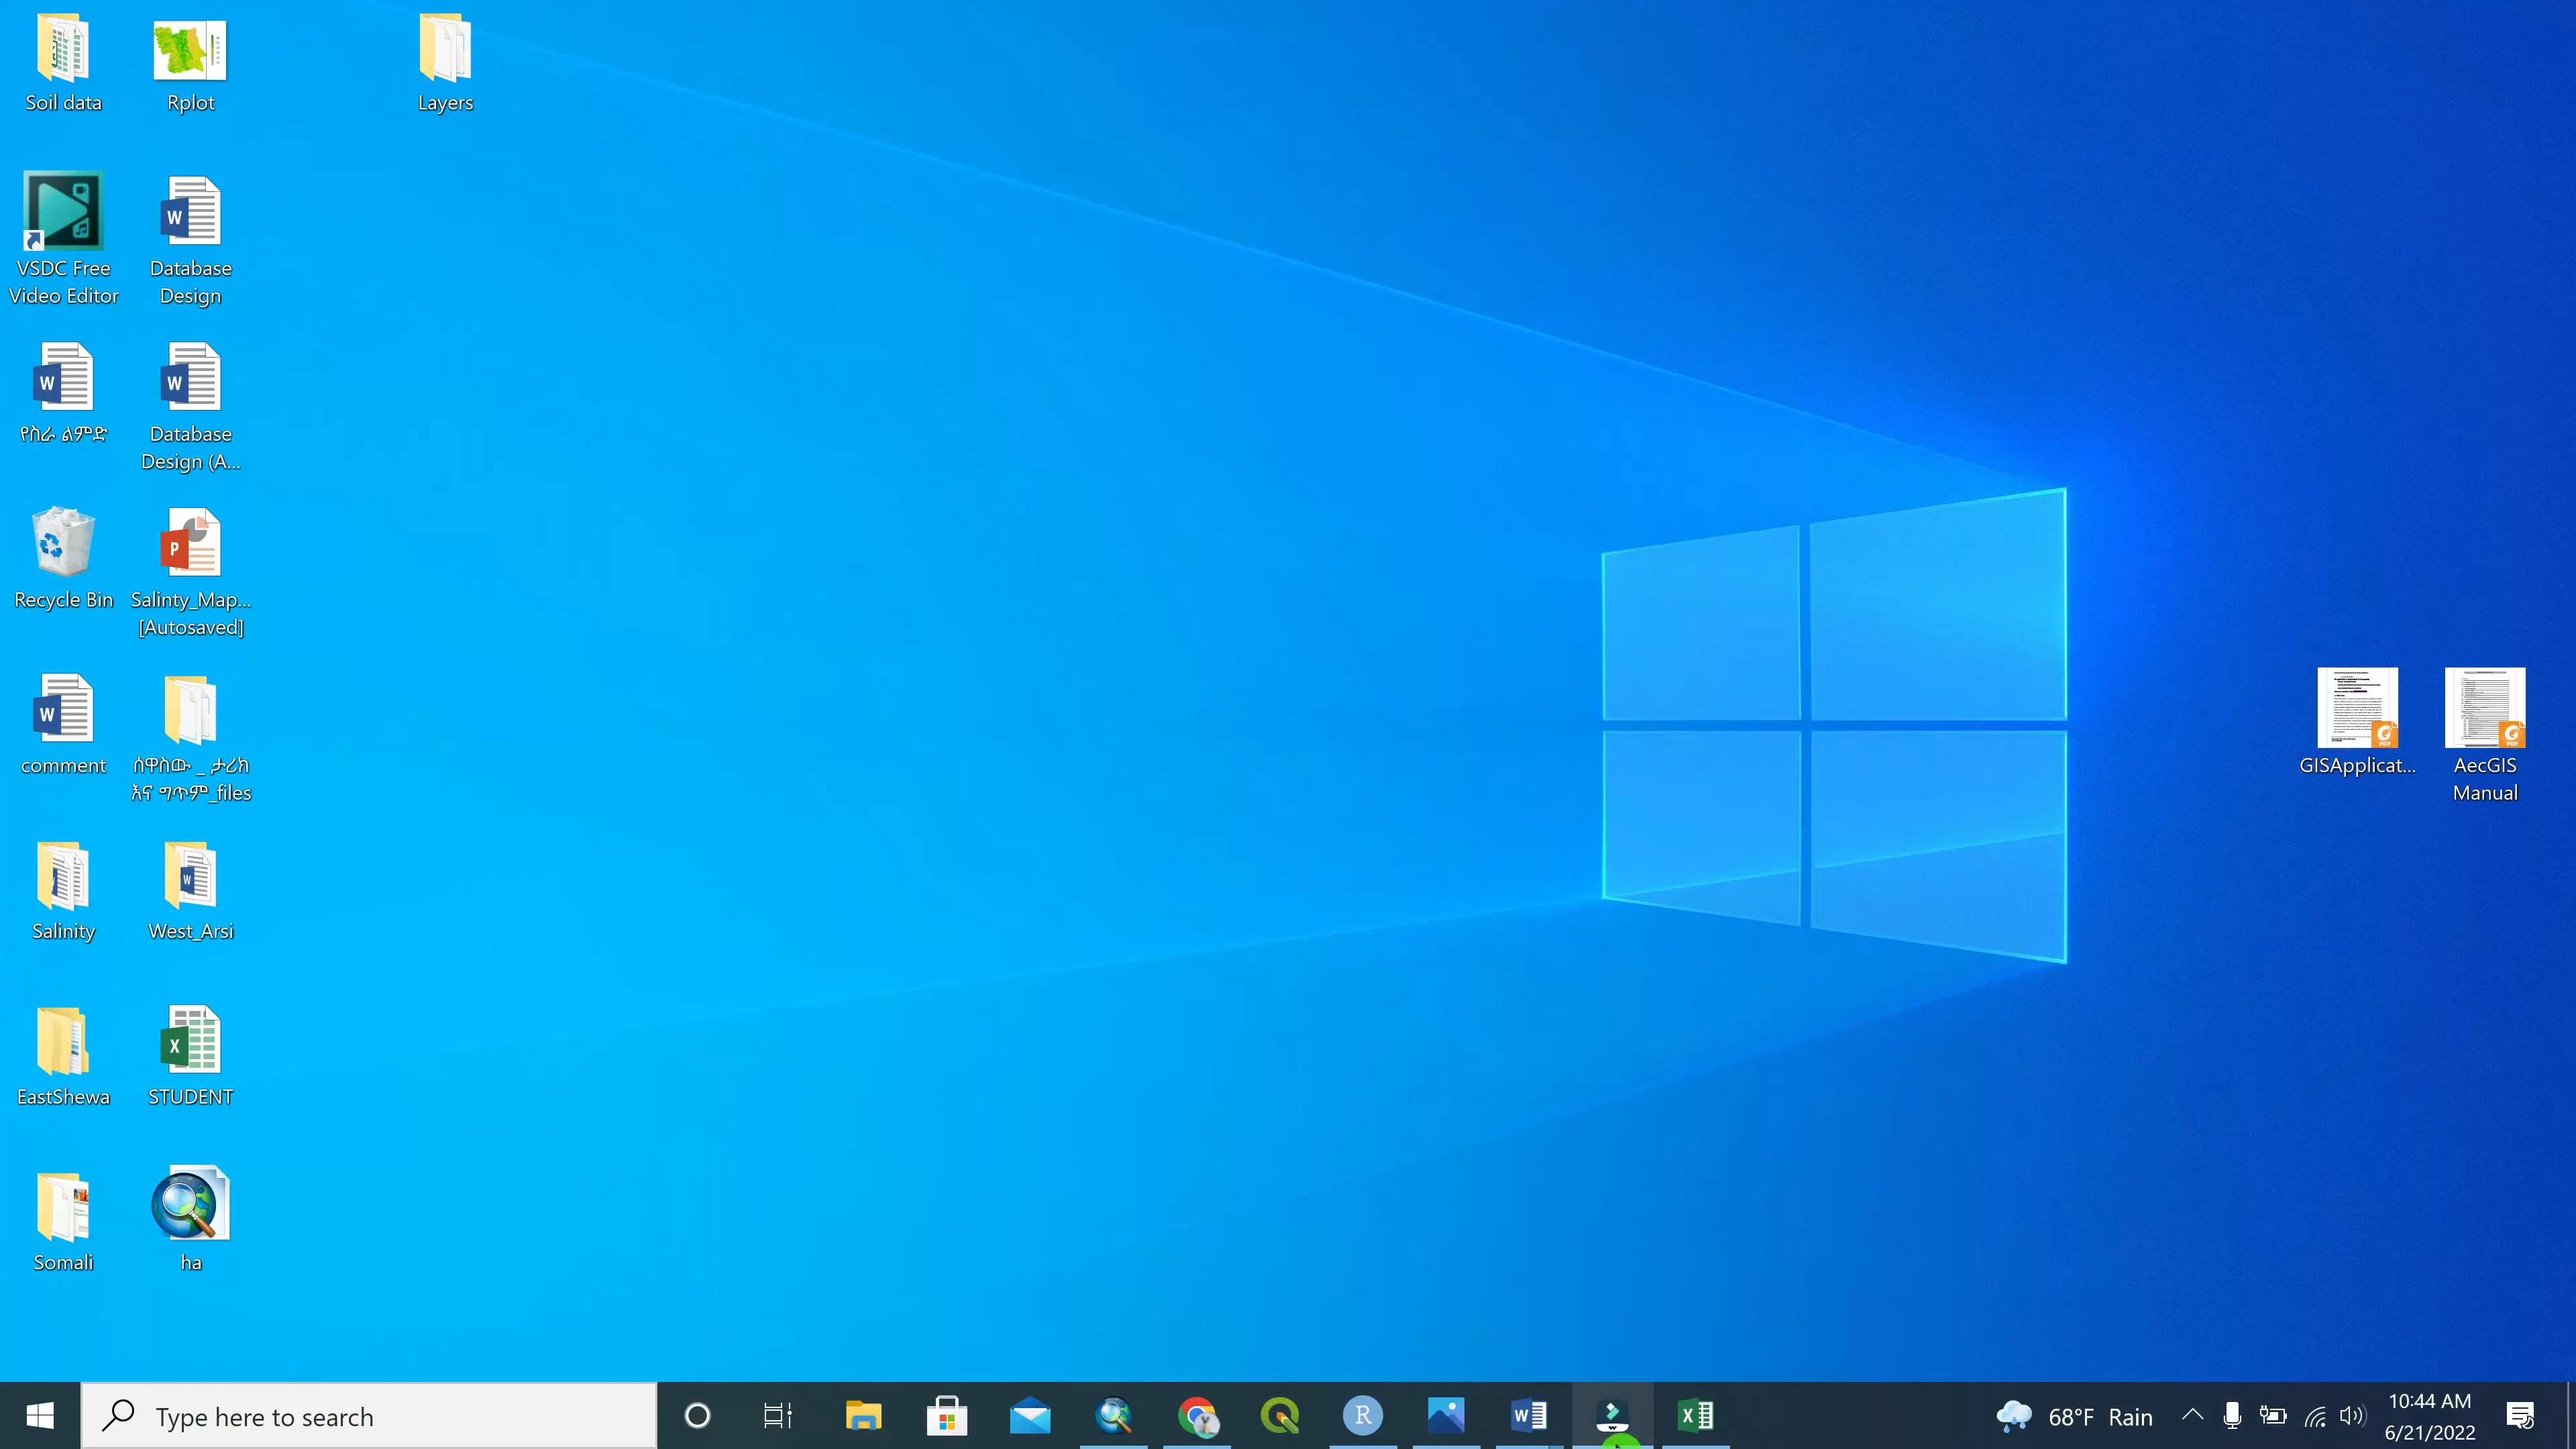 Soil data
Rplot
Layers
VSDC Free
Video Editor
Database
Design
የስራ ልምድ
Database
Design (A...
Recycle Bin
Salinty_Map...
[Autosaved]
comment
ሰዋስው _ ታሪክ
እና ግጥም_files
GISApplicat...
AecGIS
Manual
Salinity
West_Arsi
EastShewa
STUDENT
Somali
ha
Type here to search
68°F Rain
10:44 AM
6/21/2022